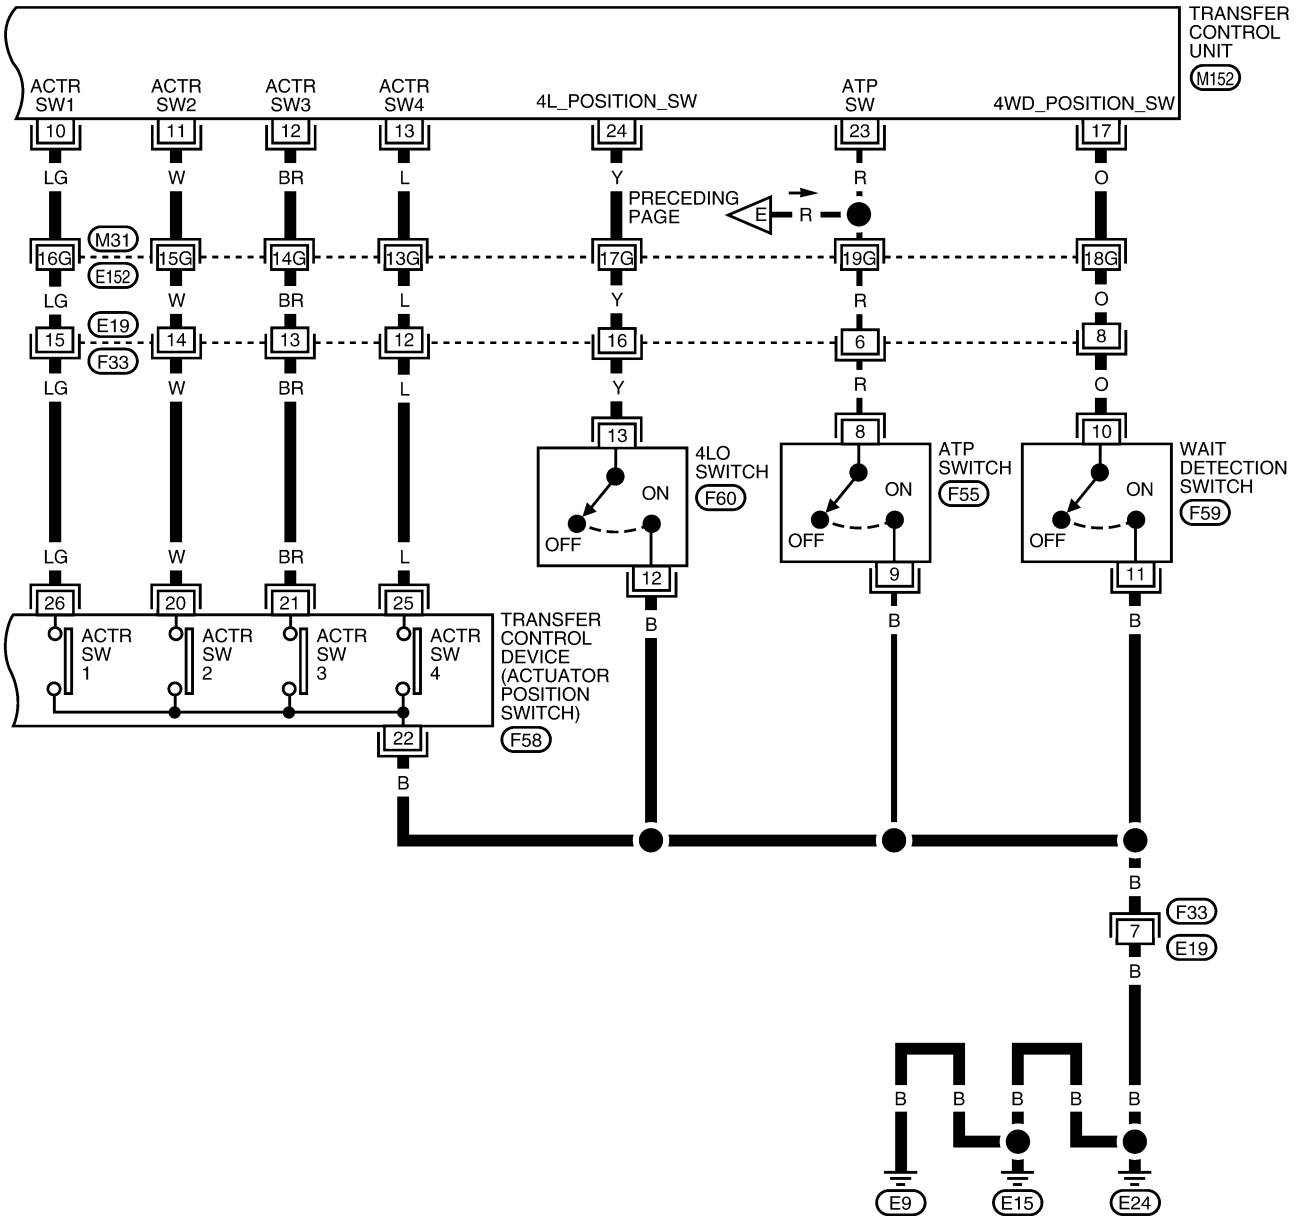 TRANSFER
CONTROL
UNIT
M152
ACTR
SW1
ACTR
SW2
ACTR
SW3
ACTR
SW4
4L_POSITION_SW
ATP
SW
4WD_POSITION_SW
10 11 12 13 24 23 17
LG W BR L Y R O
PRECEDING
PAGE
E R
M31
16G 15G 14G 13G 17G 19G 18G
E152
LG W BR L Y R O
E19
15 14 13 12 16 6 8
F33
LG W BR L Y R O
13 8 10
4LO
SWITCH
F60
ON
OFF
ATP
SWITCH
F55
ON
OFF
WAIT
DETECTION
SWITCH
F59
ON
OFF
LG W BR L
12 9 11
26 20 21 25
B B B
ACTR
SW
1
ACTR
SW
2
ACTR
SW
3
ACTR
SW
4
TRANSFER
CONTROL
DEVICE
(ACTUATOR
POSITION
SWITCH)
F58
22
B
B
F33
7
E19
B
B B B B B
E9 E15 E24